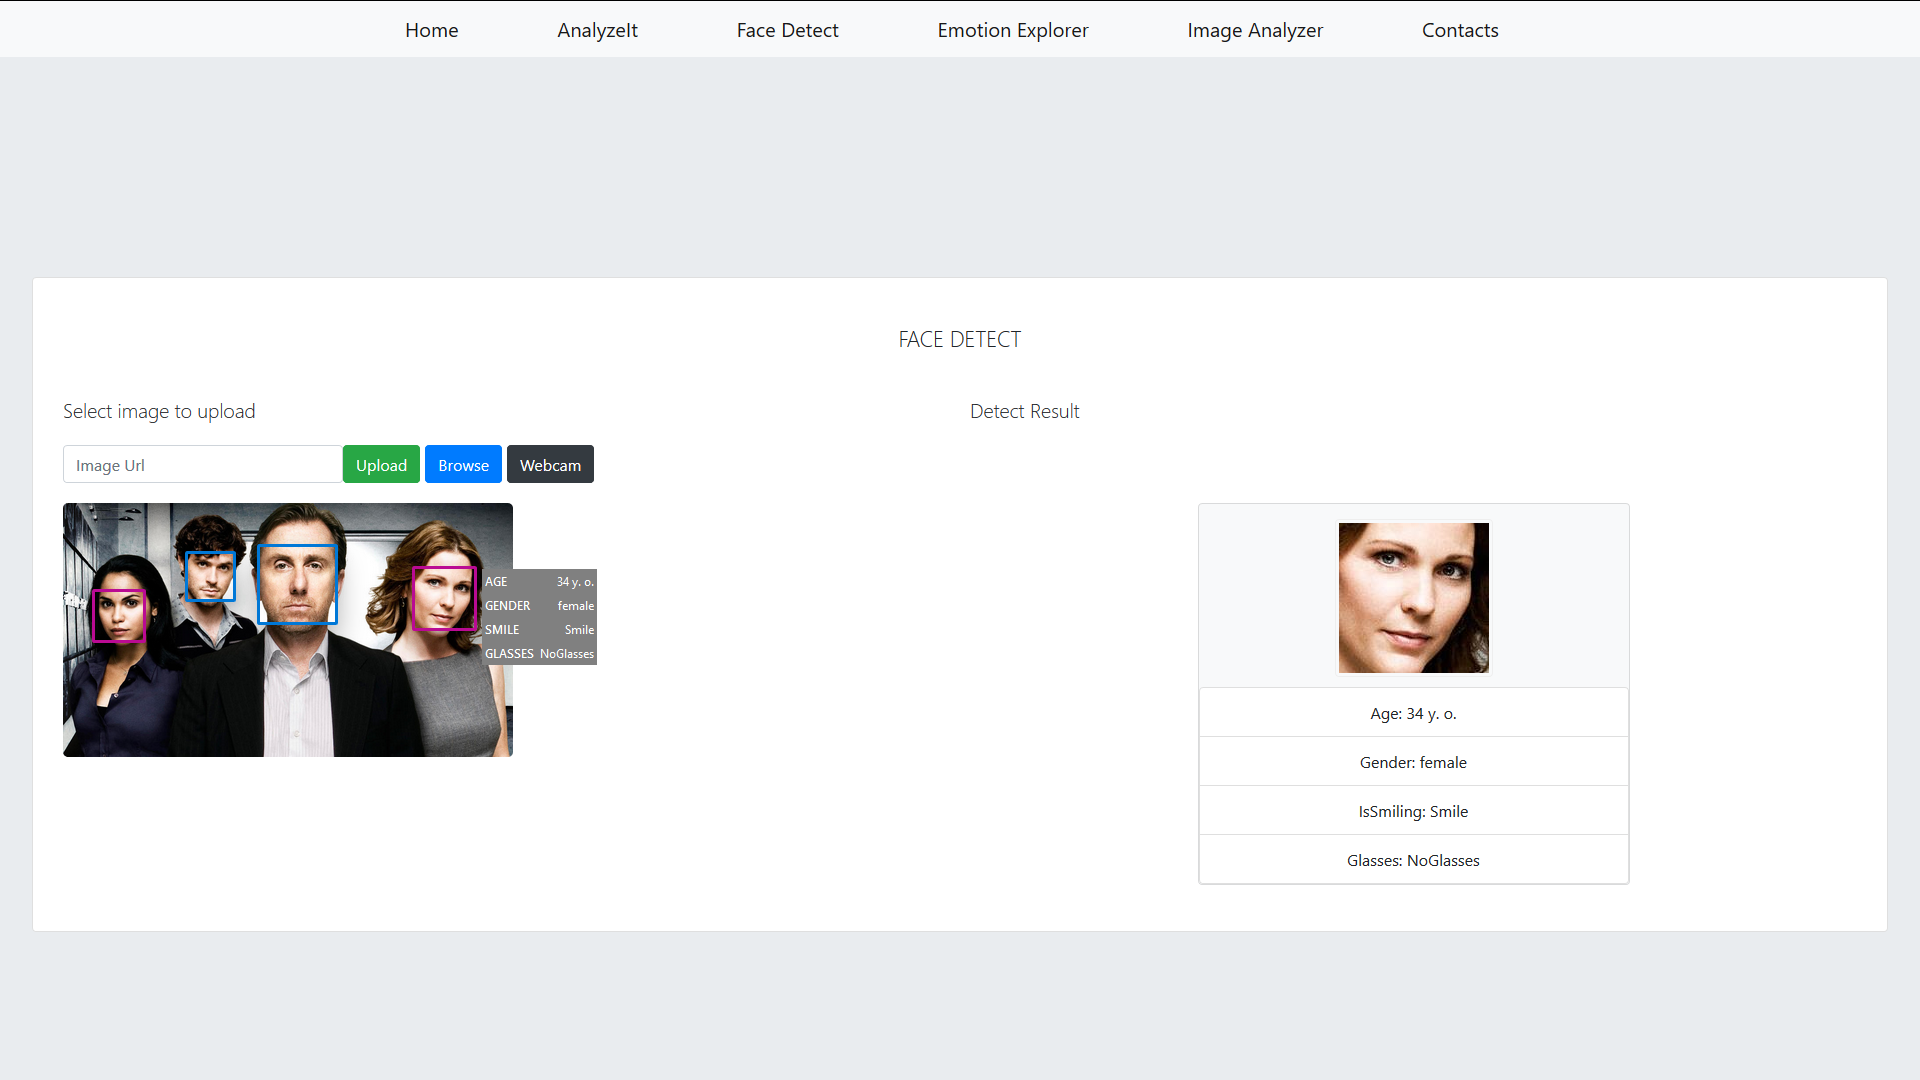 Home AnalyzeIt Face Detect Emotion Explorer Image Analyzer Contacts
FACE DETECT
Select image to upload
Detect Result
Image Url Upload Browse Webcam
AGE 34 y. o.
GENDER female
SMILE Smile
GLASSES NoGlasses
Age: 34 y. o.
Gender: female
IsSmiling: Smile
Glasses: NoGlasses